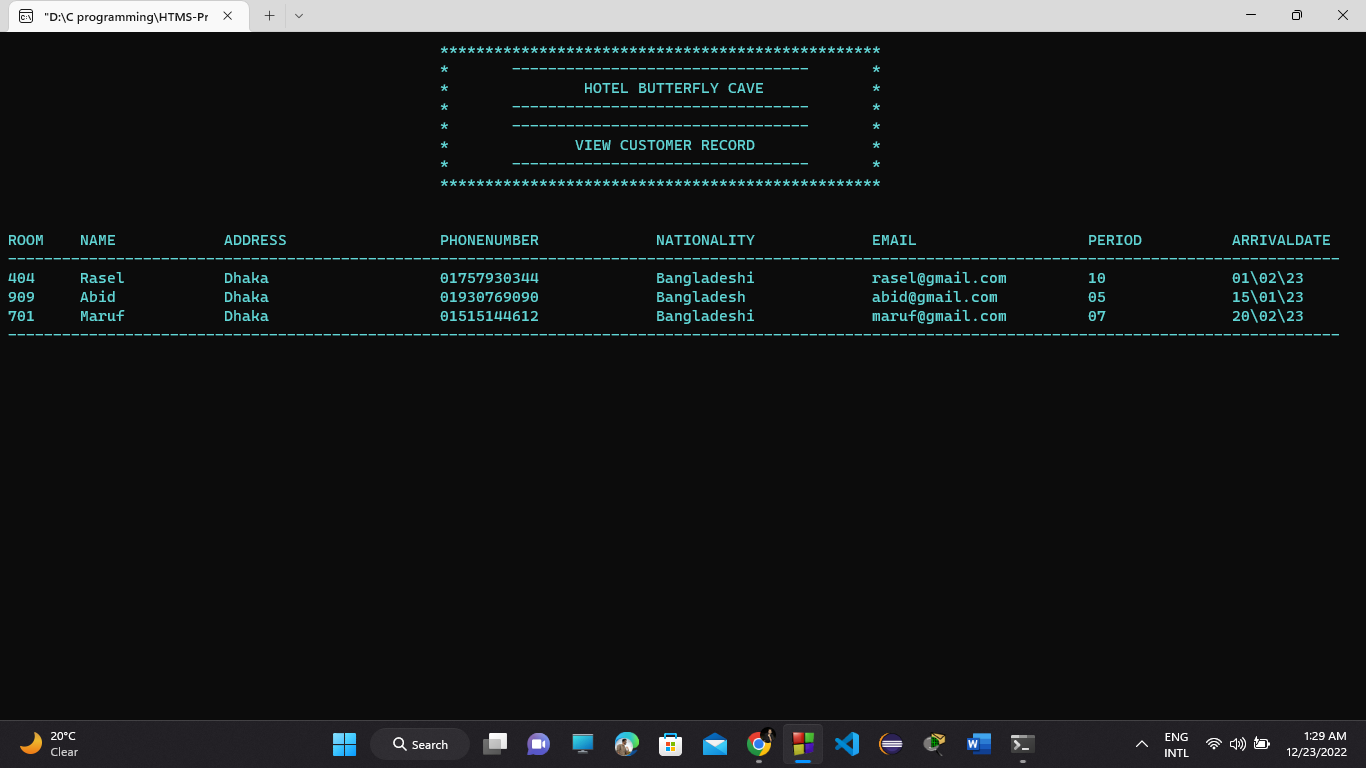 "D:\C programming\HTMS-Pr
*************************************************
* --------------------------------- *
* HOTEL BUTTERFLY CAVE *
* --------------------------------- *
* --------------------------------- *
* VIEW CUSTOMER RECORD *
* --------------------------------- *
*************************************************
ROOM NAME ADDRESS PHONENUMBER NATIONALITY EMAIL PERIOD ARRIVALDATE
----------------------------------------------------------------------------------------------------------------------------------------------------
404 Rasel Dhaka 01757930344 Bangladeshi rasel@gmail.com 10 01\02\23
909 Abid Dhaka 01930769090 Bangladesh abid@gmail.com 05 15\01\23
701 Maruf Dhaka 01515144612 Bangladeshi maruf@gmail.com 07 20\02\23
----------------------------------------------------------------------------------------------------------------------------------------------------
20°C
Clear
Search
ENG
INTL
1:29 AM
12/23/2022